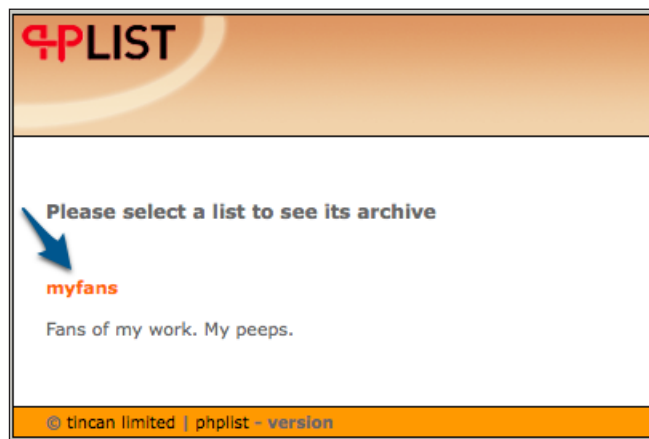 PHPLIST
Please select a list to see its archive
myfans
Fans of my work. My peeps.
© tincan limited | phplist - version